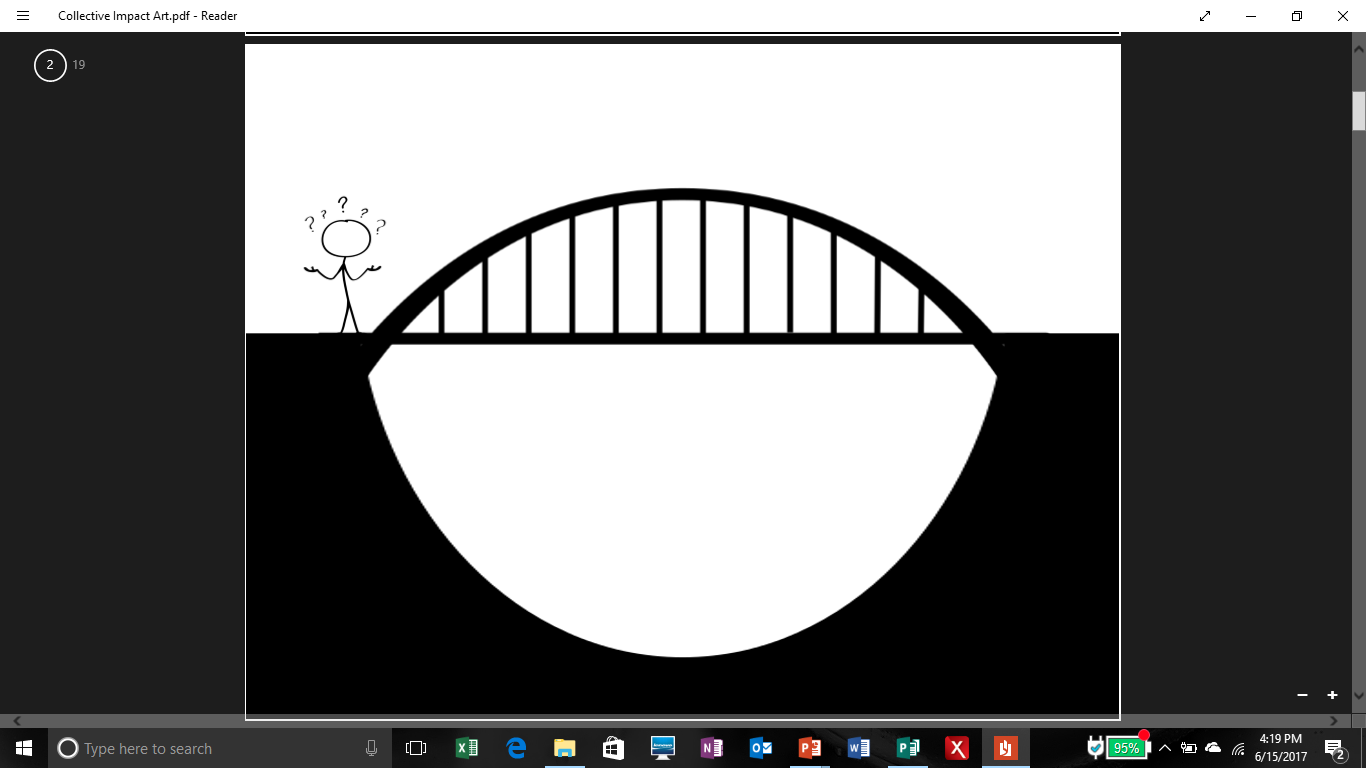 Collective Impact Art.pdf - Reader
2 19
? ? ? ? ?
Type here to search
95%
4:19 PM
6/15/2017
2